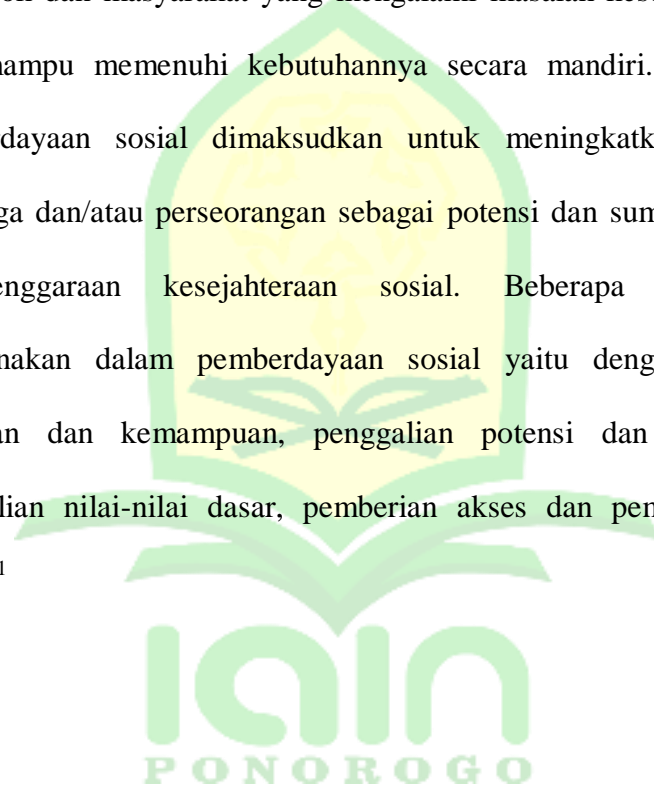 dan masyarakat yang mengalami masalah
mampu memenuhi kebutuhannya secara mandiri.
rdayaan sosial dimaksudkan untuk meningkatk
ga dan/atau perseorangan sebagai potensi dan sum
enggaraan kesejahteraan sosial. Beberapa
nakan dalam pemberdayaan sosial yaitu deng
an dan kemampuan, penggalian potensi dan
lian nilai-nilai dasar, pemberian akses dan pem
1
iain
PONOROGO